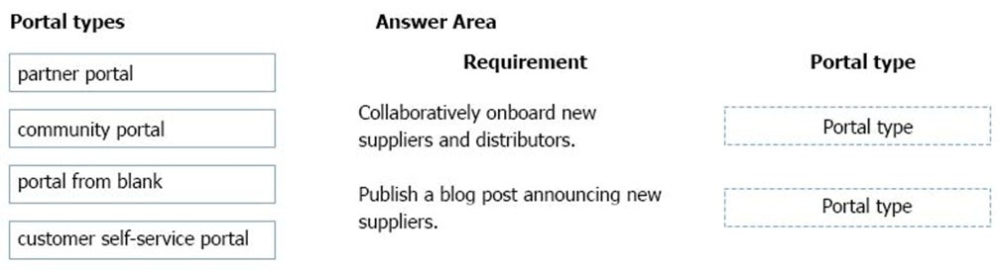 Portal types
partner portal
community portal
portal from blank
customer self-service portal
Answer Area
Requirement
Portal type
Collaboratively onboard new
suppliers and distributors.
Portal type
Publish a blog post announcing new
suppliers.
Portal type